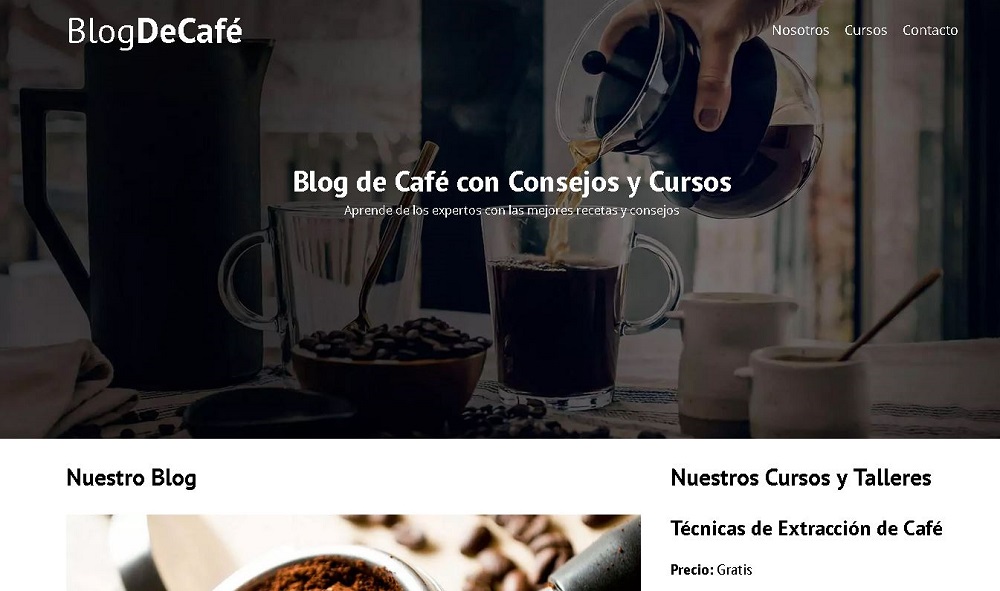 BlogDeCafé
Nosotros Cursos Contacto
Blog de Café con Consejos y Cursos
Aprende de los expertos con las mejores recetas y consejos
Nuestro Blog
Nuestros Cursos y Talleres
Técnicas de Extracción de Café
Precio: Gratis